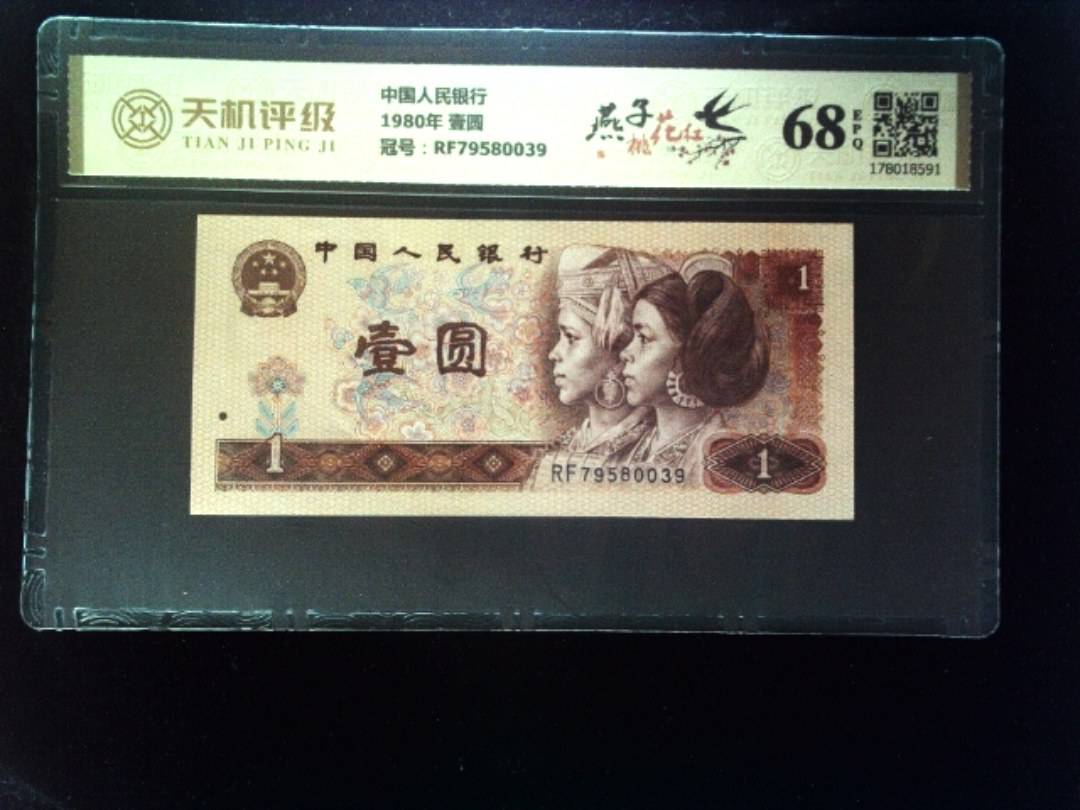 天机评级
TIAN JI PING JI
中国人民银行
1980年 壹圆
冠号：RF79580039
燕子
桃花红
68
EPQ
178018591
中国人民银行
1
壹圆
1
RF79580039
1